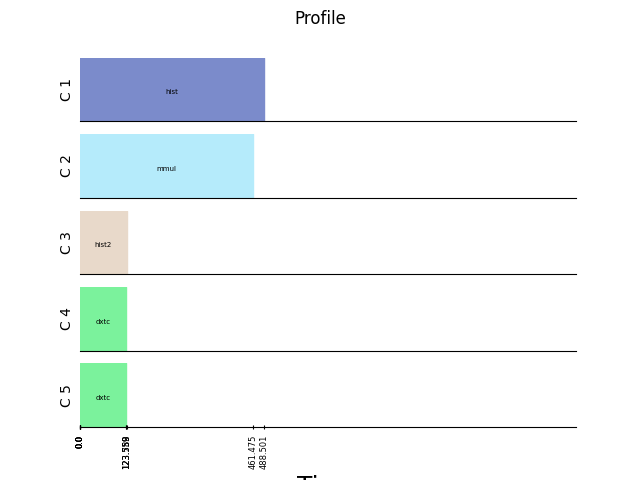 Profile
C 1
hist
C 2
mmul
C 3
hist2
C 4
dxtc
C 5
dxtc
0.0
461.475
488.501